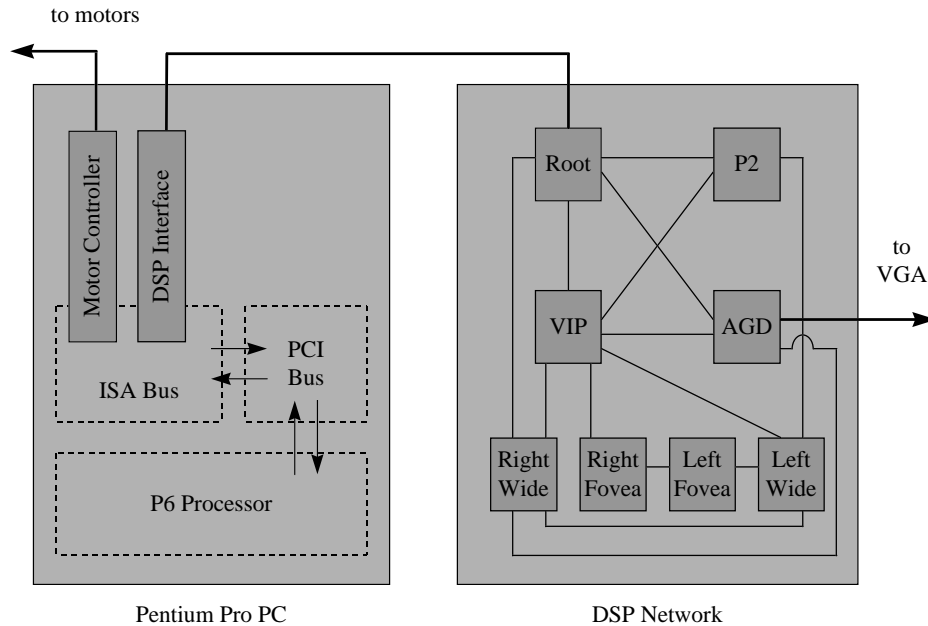 to motors
Motor Controller
DSP Interface
ISA Bus
PCI
Bus
P6 Processor
Pentium Pro PC
Root
P2
VIP
AGD
to
VGA
Right
Wide
Right
Fovea
Left
Fovea
Left
Wide
DSP Network